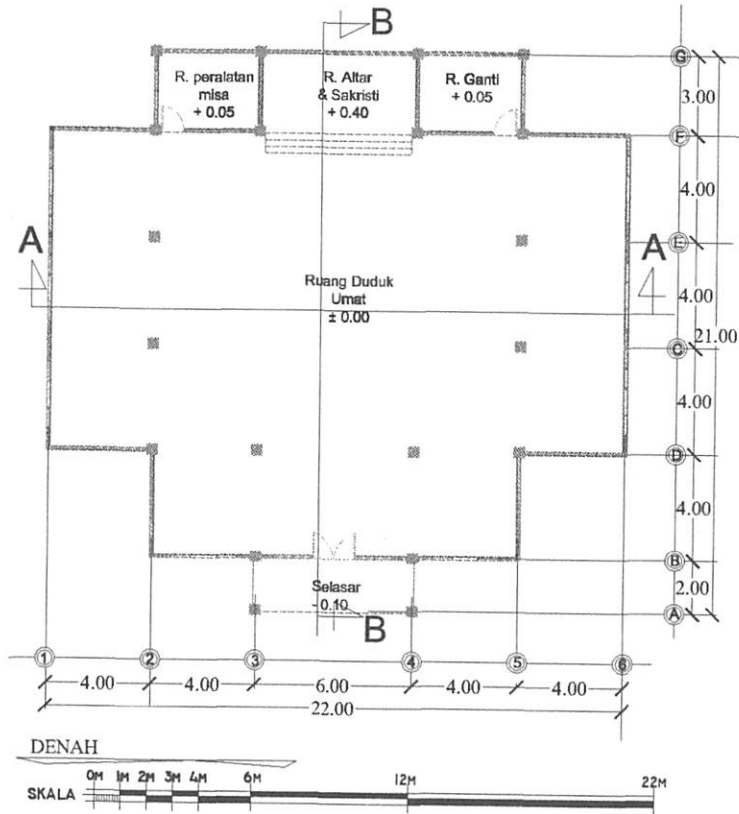 B
G
R. peralatan
misa
+ 0.05
R. Altar
& Sakristi
+ 0.40
R. Ganti
+ 0.05
3.00
F
4.00
A
A
E
Ruang Duduk
Umat
± 0.00
4.00
21.00
C
4.00
D
4.00
B
Selasar
- 0.10
2.00
B
A
1
2
3
4
5
6
4.00
4.00
6.00
4.00
4.00
22.00
DENAH
0M 1M 2M 3M 4M 6M 12M 22M
SKALA